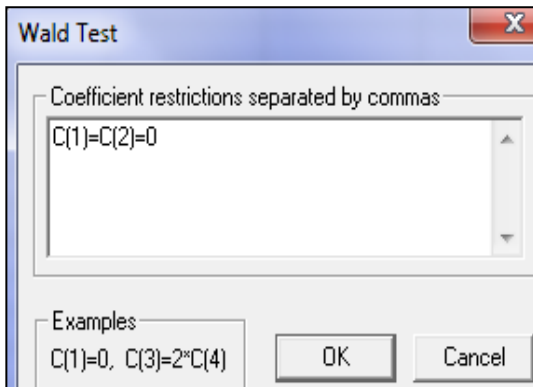 Wald Test
Coefficient restrictions separated by commas
C(1)=C(2)=0
Examples
C(1)=0, C(3)=2*C(4)
OK
Cancel